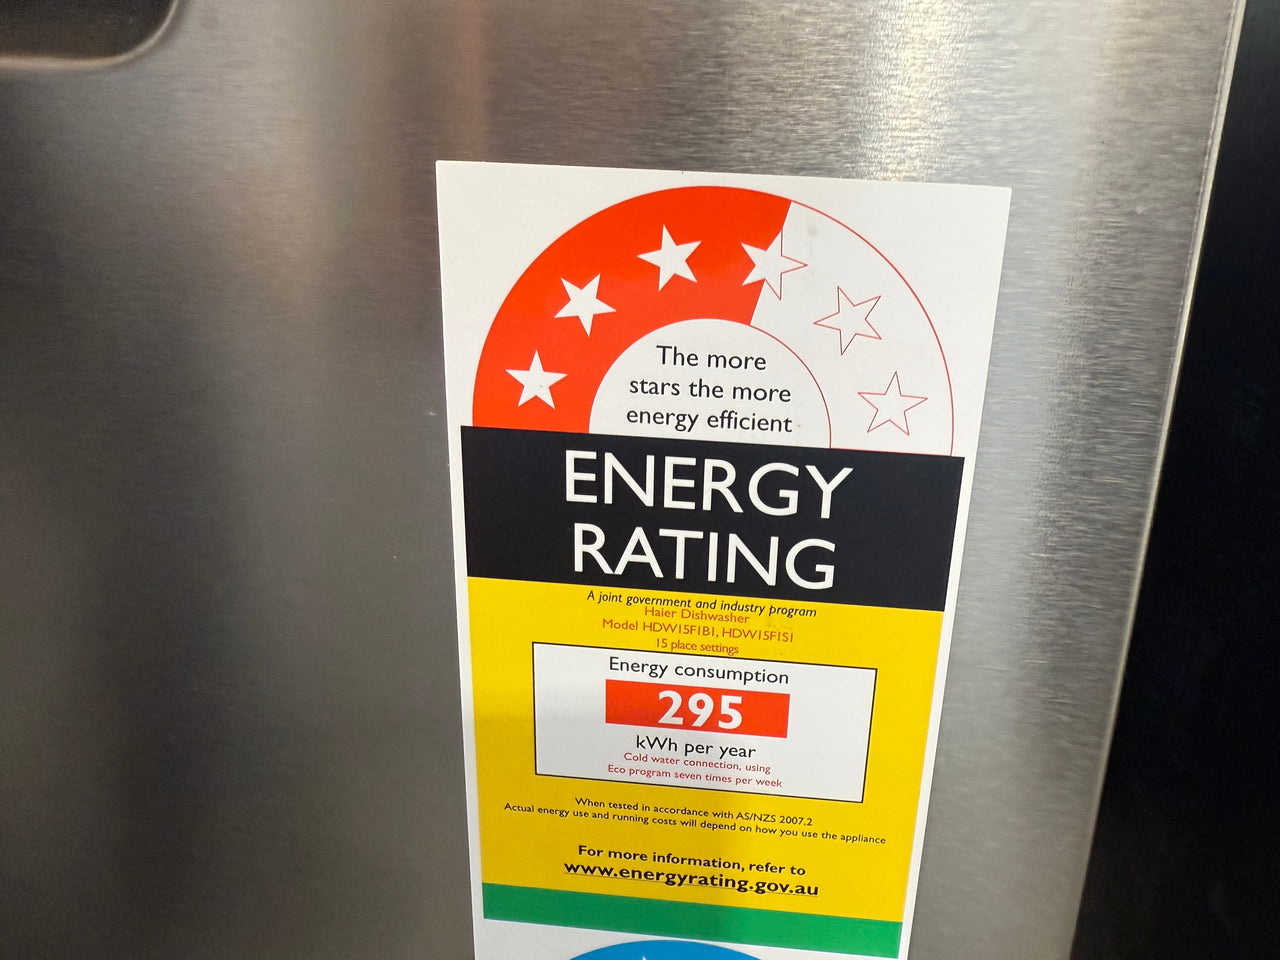 The more
stars the more
energy efficient
ENERGY
RATING
A joint government and industry program
Haier Dishwasher
Model HDW15F1B1, HDW15F1S1
15 place settings
Energy consumption
295
kWh per year
Cold water connection, using
Eco program seven times per week
When tested in accordance with AS/NZS 2007.2
Actual energy use and running costs will depend on how you use the appliance
For more information, refer to
www.energyrating.gov.au